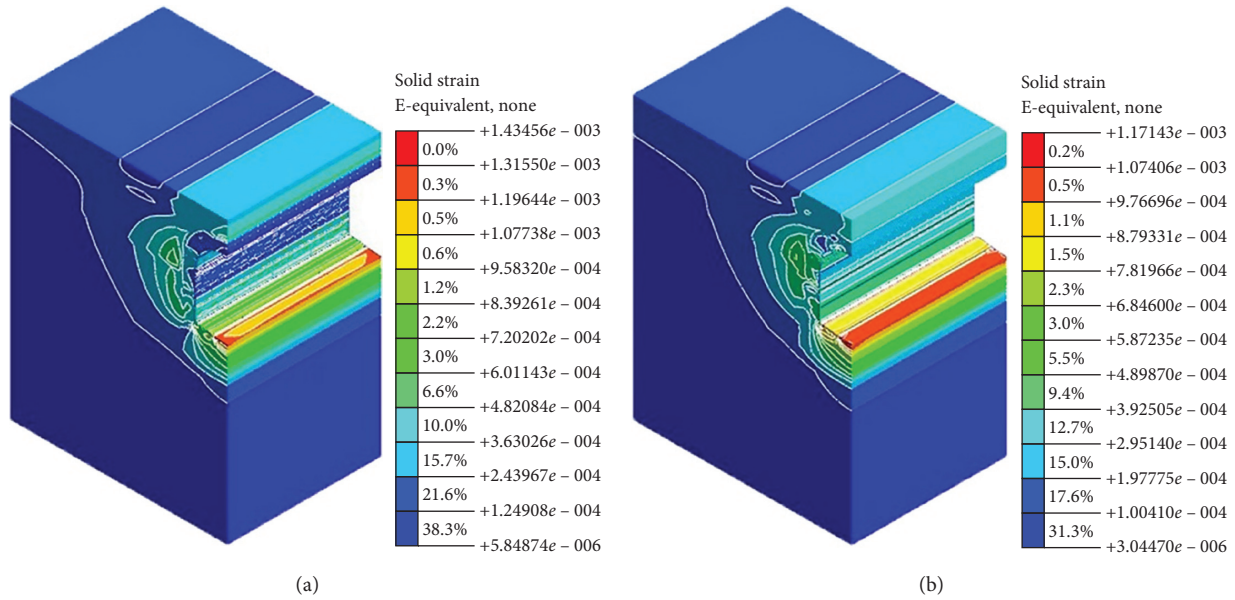 Solid strain
E-equivalent, none
+1.43456e – 003
0.0%
+1.31550e – 003
0.3%
+1.19644e – 003
0.5%
+1.07738e – 003
0.6%
+9.58320e – 004
1.2%
+8.39261e – 004
2.2%
+7.20202e – 004
3.0%
+6.01143e – 004
6.6%
+4.82084e – 004
10.0%
+3.63026e – 004
15.7%
+2.43967e – 004
21.6%
+1.24908e – 004
38.3%
+5.84874e – 006
(a)
Solid strain
E-equivalent, none
+1.17143e – 003
0.2%
+1.07406e – 003
0.5%
+9.76696e – 004
1.1%
+8.79331e – 004
1.5%
+7.81966e – 004
2.3%
+6.84600e – 004
3.0%
+5.87235e – 004
5.5%
+4.89870e – 004
9.4%
+3.92505e – 004
12.7%
+2.95140e – 004
15.0%
+1.97775e – 004
17.6%
+1.00410e – 004
31.3%
+3.04470e – 006
(b)